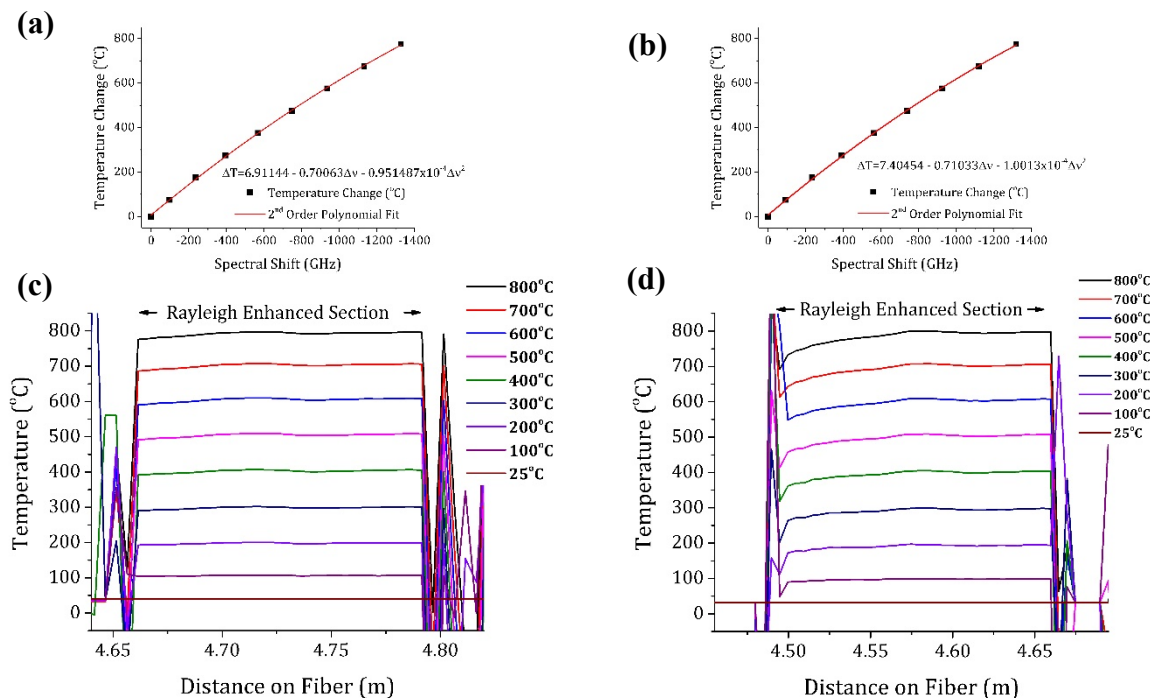 (a)
800
600
400
200
0
Temperature Change (°C)
ΔT=6.91144 - 0.70063Δν - 0.951487x10⁻⁴Δν²
Temperature Change (°C)
2nd Order Polynomial Fit
0 -200 -400 -600 -800 -1000 -1200 -1400
Spectral Shift (GHz)
(b)
800
600
400
200
0
Temperature Change (°C)
ΔT=7.40454 - 0.71033Δν - 1.0013x10⁻⁴Δν²
Temperature Change (°C)
2nd Order Polynomial Fit
0 -200 -400 -600 -800 -1000 -1200 -1400
Spectral Shift (GHz)
(c)
Rayleigh Enhanced Section
800
700
600
500
400
300
200
100
0
Temperature (°C)
800°C
700°C
600°C
500°C
400°C
300°C
200°C
100°C
25°C
4.65 4.70 4.75 4.80
Distance on Fiber (m)
(d)
Rayleigh Enhanced Section
800
700
600
500
400
300
200
100
0
Temperature (°C)
800°C
700°C
600°C
500°C
400°C
300°C
200°C
100°C
25°C
4.50 4.55 4.60 4.65
Distance on Fiber (m)